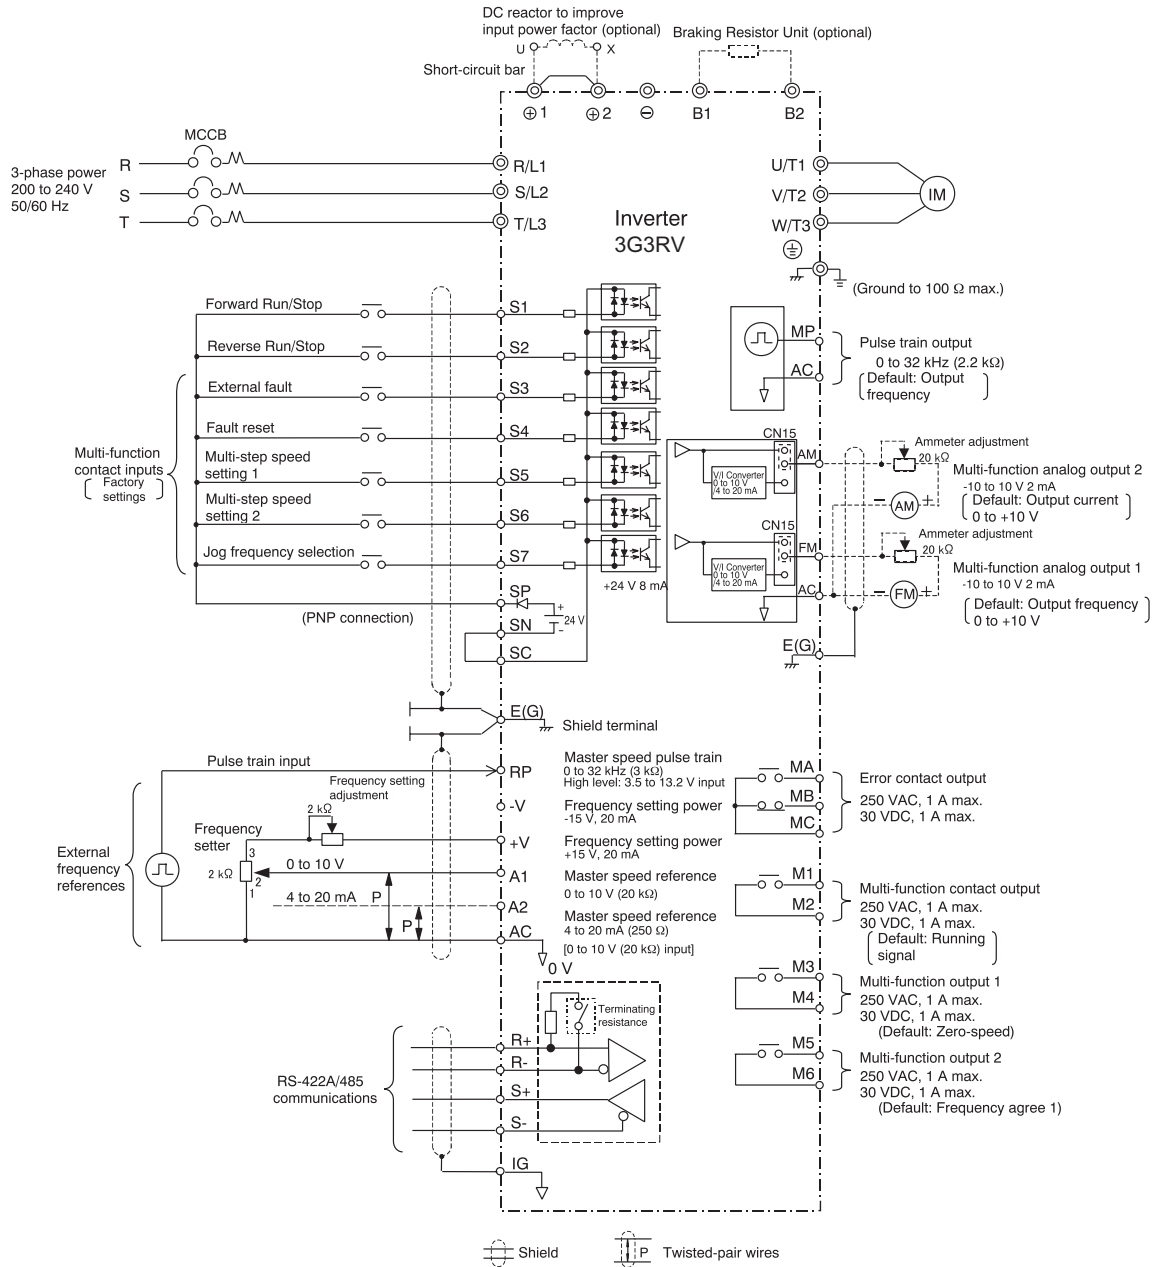 DC reactor to improve
input power factor (optional)
U
X
Braking Resistor Unit (optional)
Short-circuit bar
⊕1
⊕2
⊖
B1
B2
MCCB
3-phase power
200 to 240 V
50/60 Hz
R
S
T
R/L1
S/L2
T/L3
Inverter
3G3RV
U/T1
V/T2
W/T3
IM
(Ground to 100 Ω max.)
Forward Run/Stop
S1
Reverse Run/Stop
S2
External fault
S3
Fault reset
S4
Multi-step speed
setting 1
S5
Multi-step speed
setting 2
S6
Jog frequency selection
S7
Multi-function
contact inputs
Factory
settings
+24 V 8 mA
SP
(PNP connection)
+
24 V
−
SN
SC
MP
AC
Pulse train output
0 to 32 kHz (2.2 kΩ)
Default: Output
frequency
CN15
AM
V/I Converter
0 to 10 V
/4 to 20 mA
Ammeter adjustment
20 kΩ
− AM +
Multi-function analog output 2
-10 to 10 V 2 mA
Default: Output current
0 to +10 V
CN15
FM
V/I Converter
0 to 10 V
/4 to 20 mA
AC
Ammeter adjustment
20 kΩ
− FM +
Multi-function analog output 1
-10 to 10 V 2 mA
Default: Output frequency
0 to +10 V
E(G)
E(G)
Shield terminal
Pulse train input
RP
Master speed pulse train
0 to 32 kHz (3 kΩ)
High level: 3.5 to 13.2 V input
Frequency setting
adjustment
2 kΩ
-V
Frequency setting power
-15 V, 20 mA
Frequency
setter
+V
Frequency setting power
+15 V, 20 mA
External
frequency
references
3
2 kΩ
2
1
0 to 10 V
A1
Master speed reference
0 to 10 V (20 kΩ)
4 to 20 mA
P
P
A2
Master speed reference
4 to 20 mA (250 Ω)
[0 to 10 V (20 kΩ) input]
AC
0 V
MA
MB
MC
Error contact output
250 VAC, 1 A max.
30 VDC, 1 A max.
M1
M2
Multi-function contact output
250 VAC, 1 A max.
30 VDC, 1 A max.
Default: Running
signal
M3
M4
Multi-function output 1
250 VAC, 1 A max.
30 VDC, 1 A max.
(Default: Zero-speed)
M5
M6
Multi-function output 2
250 VAC, 1 A max.
30 VDC, 1 A max.
(Default: Frequency agree 1)
Terminating
resistance
RS-422A/485
communications
R+
R-
S+
S-
IG
Shield
P
Twisted-pair wires